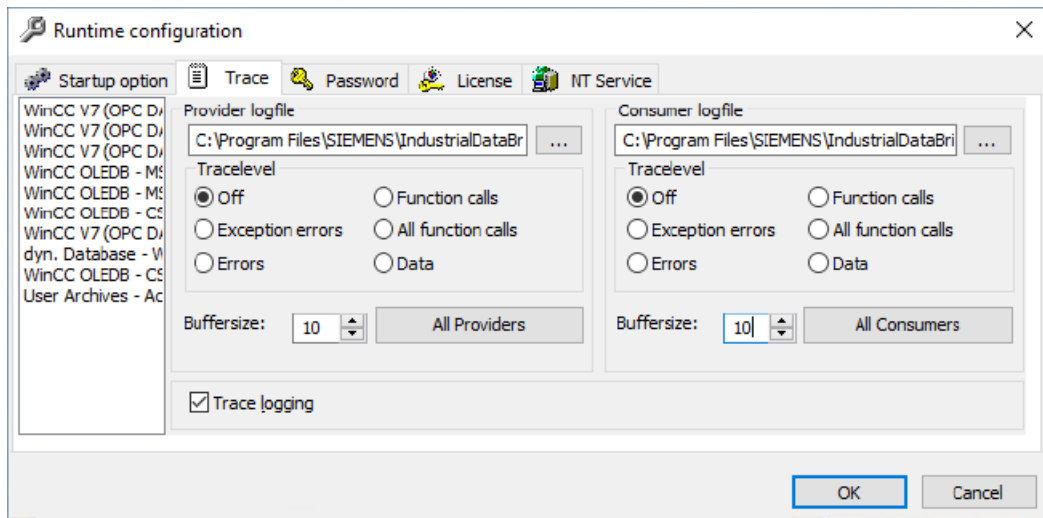 Runtime configuration
Startup option Trace Password License NT Service
WinCC V7 (OPC DA
WinCC V7 (OPC DA
WinCC V7 (OPC DA
WinCC OLEDB - MS
WinCC OLEDB - MS
WinCC OLEDB - CS
WinCC V7 (OPC DA
dyn. Database - W
WinCC OLEDB - CS
User Archives - Ac
Provider logfile
C:\Program Files\SIEMENS\IndustrialDataBr ...
Tracelevel
Off Function calls
Exception errors All function calls
Errors Data
Buffersize: 10 All Providers
Consumer logfile
C:\Program Files\SIEMENS\IndustrialDataBri ...
Tracelevel
Off Function calls
Exception errors All function calls
Errors Data
Buffersize: 10 All Consumers
Trace logging
OK Cancel